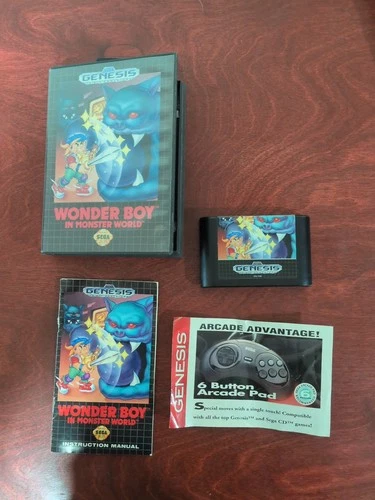 GENESIS
WONDER BOY
IN MONSTER WORLD
SEGA
GENESIS
GENESIS
WONDER BOY
IN MONSTER WORLD
SEGA
INSTRUCTION MANUAL
GENESIS
ARCADE ADVANTAGE!
6 Button
Arcade Pad
Special moves with a single touch! Compatible
with all the top Genesis and Sega CD games!